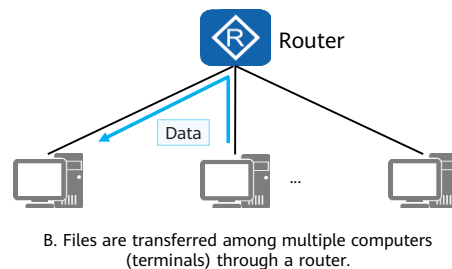 R
Router
Data
...
B. Files are transferred among multiple computers
(terminals) through a router.